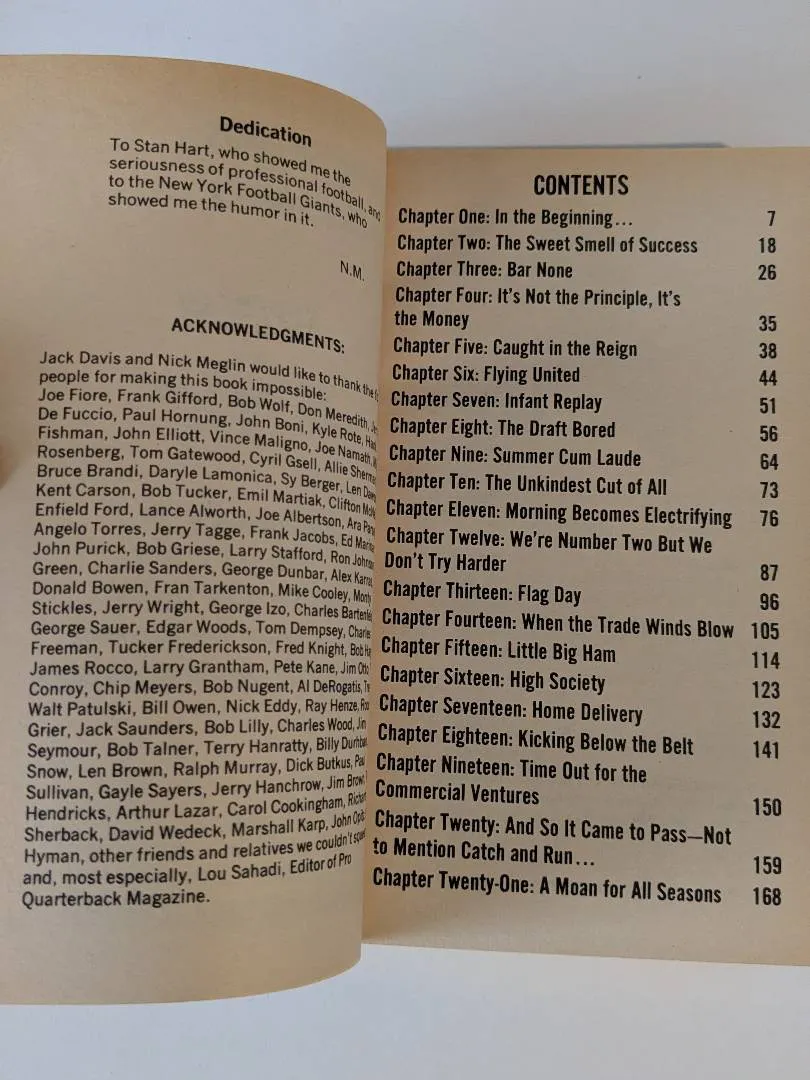 Dedication
To Stan Hart, who showed me the
seriousness of professional football, and
to the New York Football Giants, who
showed me the humor in it.
N.M.
ACKNOWLEDGMENTS:
Jack Davis and Nick Meglin would like to thank the
people for making this book impossible:
Joe Fiore, Frank Gifford, Bob Wolf, Don Meredith,
De Fuccio, Paul Hornung, John Boni, Kyle Rote,
Fishman, John Elliott, Vince Maligno, Joe Namath,
Rosenberg, Tom Gatewood, Cyril Gsell, Allie
Bruce Brandi, Daryle Lamonica, Sy Berger, Len
Kent Carson, Bob Tucker, Emil Martiak, Clifton
Enfield Ford, Lance Alworth, Joe Albertson, Ara
Angelo Torres, Jerry Tagge, Frank Jacobs, Ed
John Purick, Bob Griese, Larry Stafford, Ron
Green, Charlie Sanders, George Dunbar, Alex
Donald Bowen, Fran Tarkenton, Mike Cooley,
Stickles, Jerry Wright, George Izo, Charles
George Sauer, Edgar Woods, Tom Dempsey, Charles
Freeman, Tucker Frederickson, Fred Knight, Bob
James Rocco, Larry Grantham, Pete Kane, Jim Otto
Conroy, Chip Meyers, Bob Nugent, Al DeRogatis,
Walt Patulski, Bill Owen, Nick Eddy, Ray Henze,
Grier, Jack Saunders, Bob Lilly, Charles Wood, Jim
Seymour, Bob Talner, Terry Hanratty, Billy
Snow, Len Brown, Ralph Murray, Dick Butkus, Paul
Sullivan, Gayle Sayers, Jerry Hanchrow, Jim Brown,
Hendricks, Arthur Lazar, Carol Cookingham,
Sherback, David Wedeck, Marshall Karp, John
Hyman, other friends and relatives we couldn't
and, most especially, Lou Sahadi, Editor of Pro
Quarterback Magazine.
CONTENTS
Chapter One: In the Beginning... 7
Chapter Two: The Sweet Smell of Success 18
Chapter Three: Bar None 26
Chapter Four: It's Not the Principle, It's
the Money 35
Chapter Five: Caught in the Reign 38
Chapter Six: Flying United 44
Chapter Seven: Infant Replay 51
Chapter Eight: The Draft Bored 56
Chapter Nine: Summer Cum Laude 64
Chapter Ten: The Unkindest Cut of All 73
Chapter Eleven: Morning Becomes Electrifying 76
Chapter Twelve: We're Number Two But We
Don't Try Harder 87
Chapter Thirteen: Flag Day 96
Chapter Fourteen: When the Trade Winds Blow 105
Chapter Fifteen: Little Big Ham 114
Chapter Sixteen: High Society 123
Chapter Seventeen: Home Delivery 132
Chapter Eighteen: Kicking Below the Belt 141
Chapter Nineteen: Time Out for the
Commercial Ventures 150
Chapter Twenty: And So It Came to Pass—Not
to Mention Catch and Run... 159
Chapter Twenty-One: A Moan for All Seasons 168